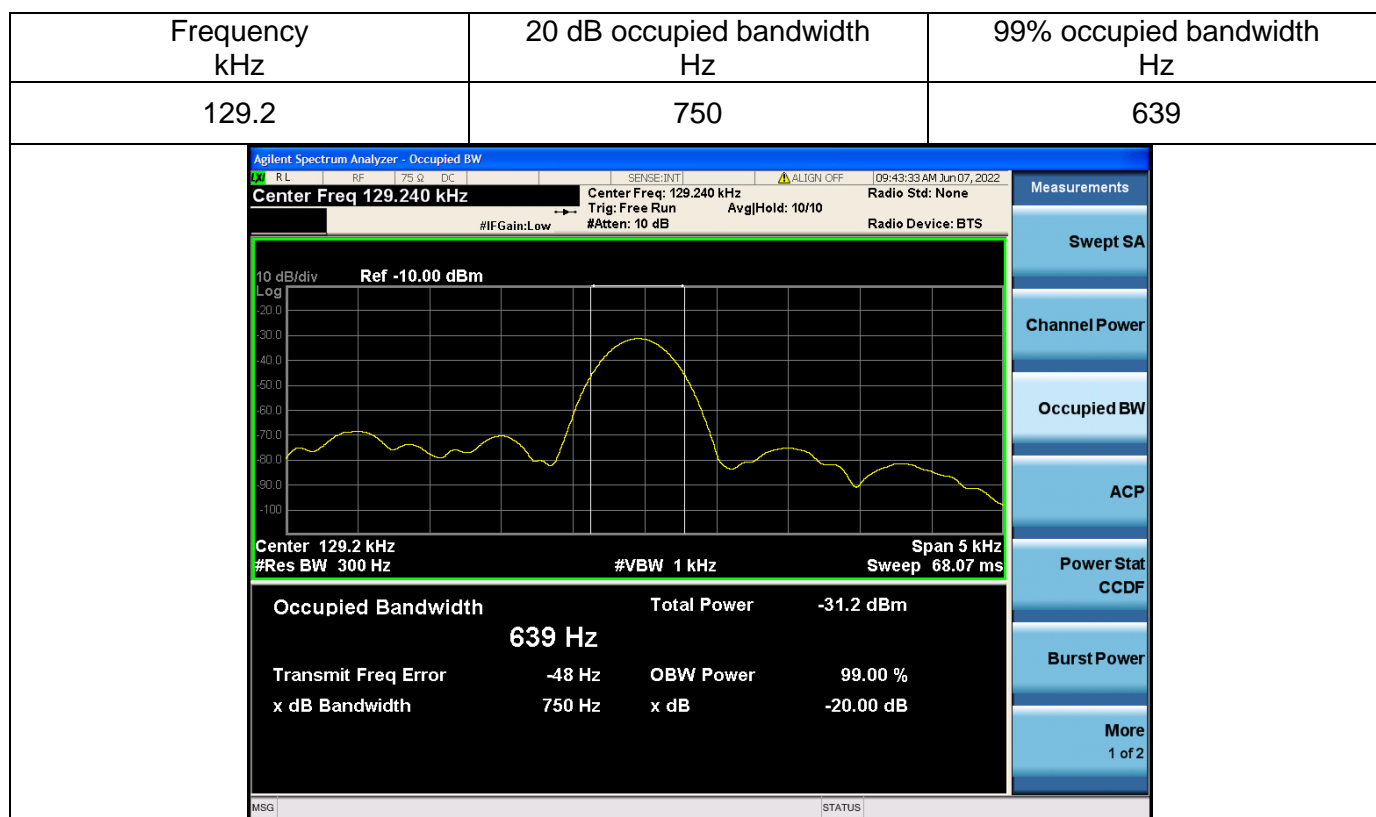 Frequency 20 dB occupied bandwidth 99% occupied bandwidth
kHz Hz Hz
129.2 750 639
Agilent Spectrum Analyzer - Occupied BW
LXI RL RF 75 Ω DC SENSE:INT ALIGN OFF 09:43:33 AM Jun 07, 2022
Center Freq 129.240 kHz Center Freq: 129.240 kHz Radio Std: None
Trig: Free Run Avg|Hold: 10/10
#IFGain:Low #Atten: 10 dB Radio Device: BTS
Measurements
Swept SA
Channel Power
Occupied BW
ACP
Power Stat
CCDF
Burst Power
More
1 of 2
10 dB/div Ref -10.00 dBm
Log
-20.0
-30.0
-40.0
-50.0
-60.0
-70.0
-80.0
-90.0
-100
Center 129.2 kHz Span 5 kHz
#Res BW 300 Hz #VBW 1 kHz Sweep 68.07 ms
Occupied Bandwidth Total Power -31.2 dBm
639 Hz
Transmit Freq Error -48 Hz OBW Power 99.00 %
x dB Bandwidth 750 Hz x dB -20.00 dB
MSG STATUS